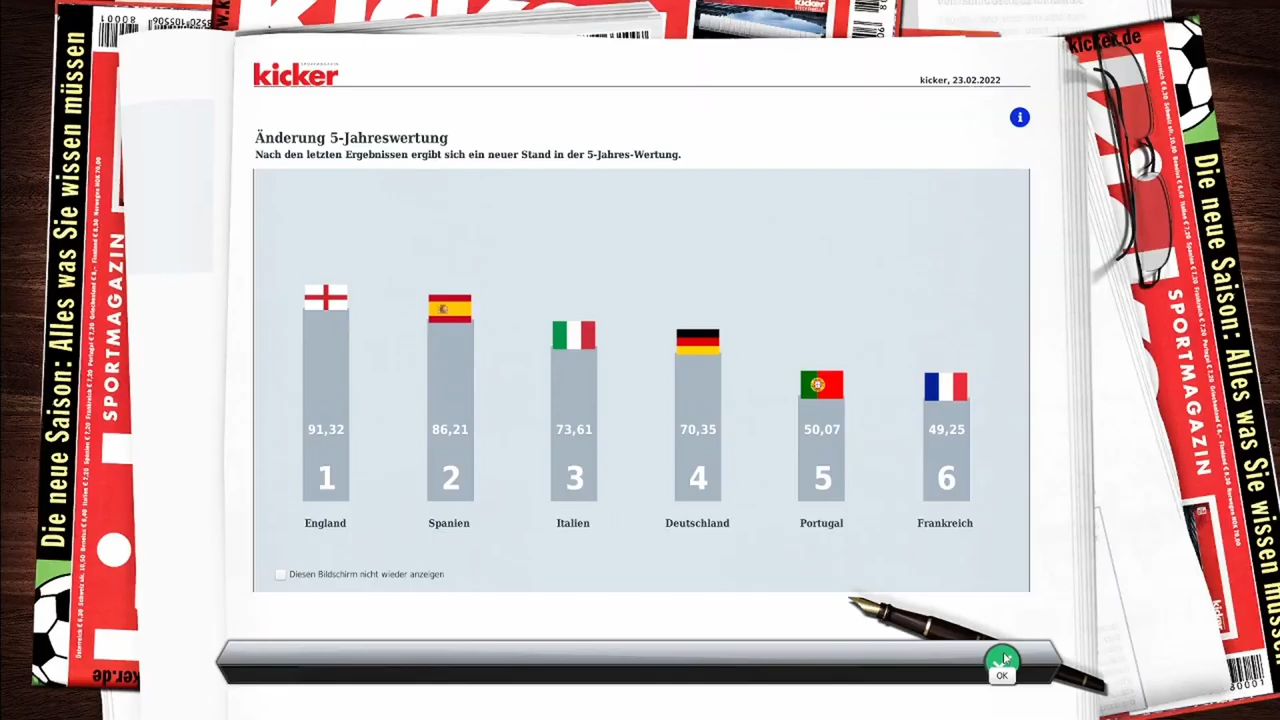 kicker
kicker, 23.02.2022
i
Änderung 5-Jahreswertung
Nach den letzten Ergebnissen ergibt sich ein neuer Stand in der 5-Jahres-Wertung.
91,32
86,21
73,61
70,35
50,07
49,25
1
2
3
4
5
6
England
Spanien
Italien
Deutschland
Portugal
Frankreich
Diesen Bildschirm nicht wieder anzeigen
OK
Die neue Saison: Alles was Sie wissen müssen
SPORTMAGAZIN
kicker.de
kicker.de
Die neue Saison: Alles was Sie wissen müssen
SPORTMAGAZIN
kicker
kicker